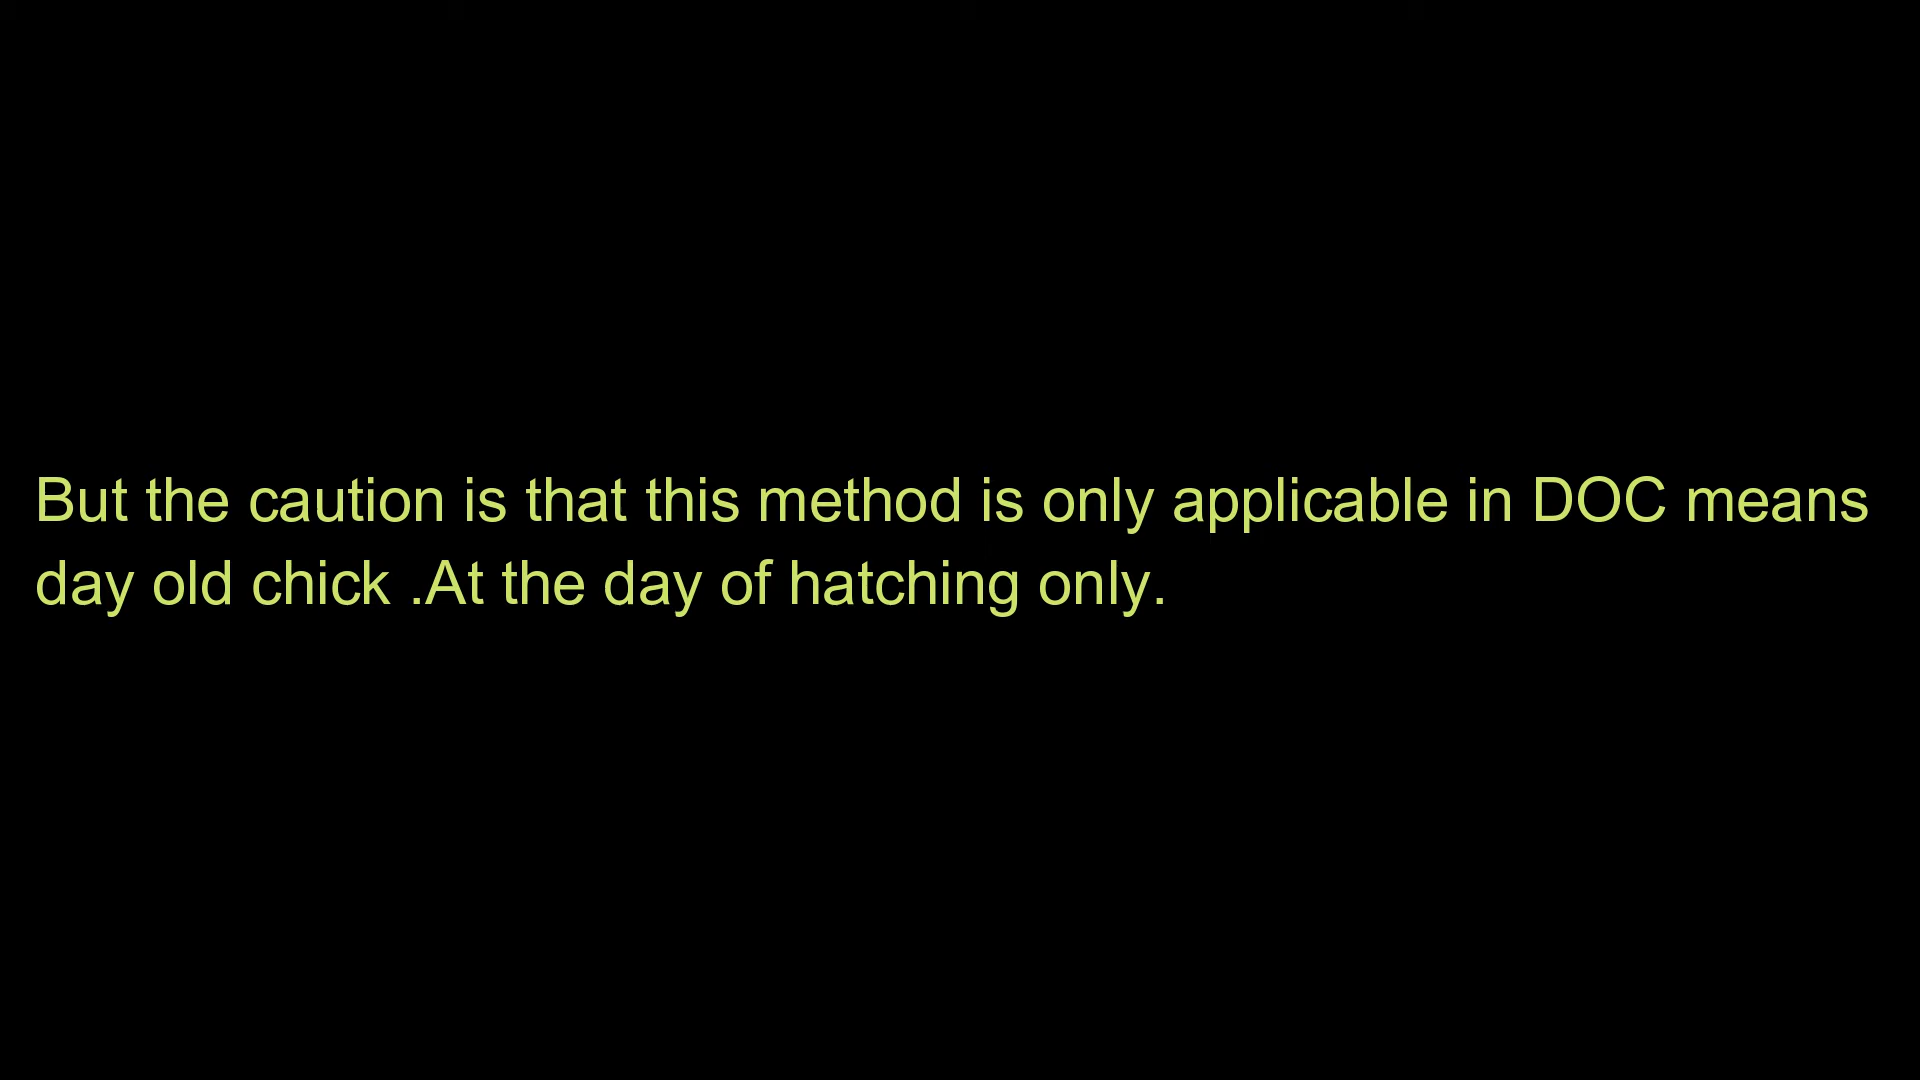 But the caution is that this method is only applicable in DOC means
day old chick .At the day of hatching only.